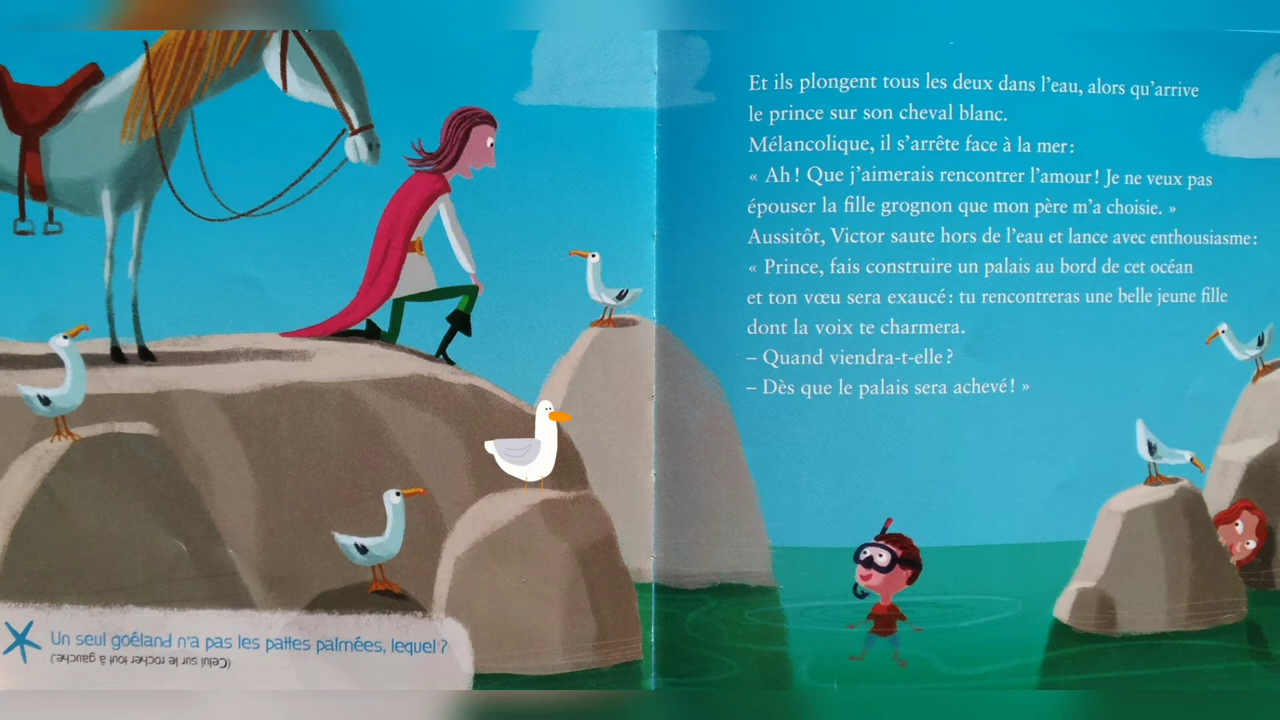 Et ils plongent tous les deux dans l'eau, alors qu'arrive
le prince sur son cheval blanc.
Mélancolique, il s'arrête face à la mer :
« Ah ! Que j'aimerais rencontrer l'amour ! Je ne veux pas
épouser la fille grognon que mon père m'a choisie. »
Aussitôt, Victor saute hors de l'eau et lance avec enthousiasme :
« Prince, fais construire un palais au bord de cet océan
et ton vœu sera exaucé : tu rencontreras une belle jeune fille
dont la voix te charmera.
– Quand viendra-t-elle ?
– Dès que le palais sera achevé ! »
Un seul goéland n'a pas les pattes palmées, lequel ?
(Celui sur le rocher tout à gauche.)